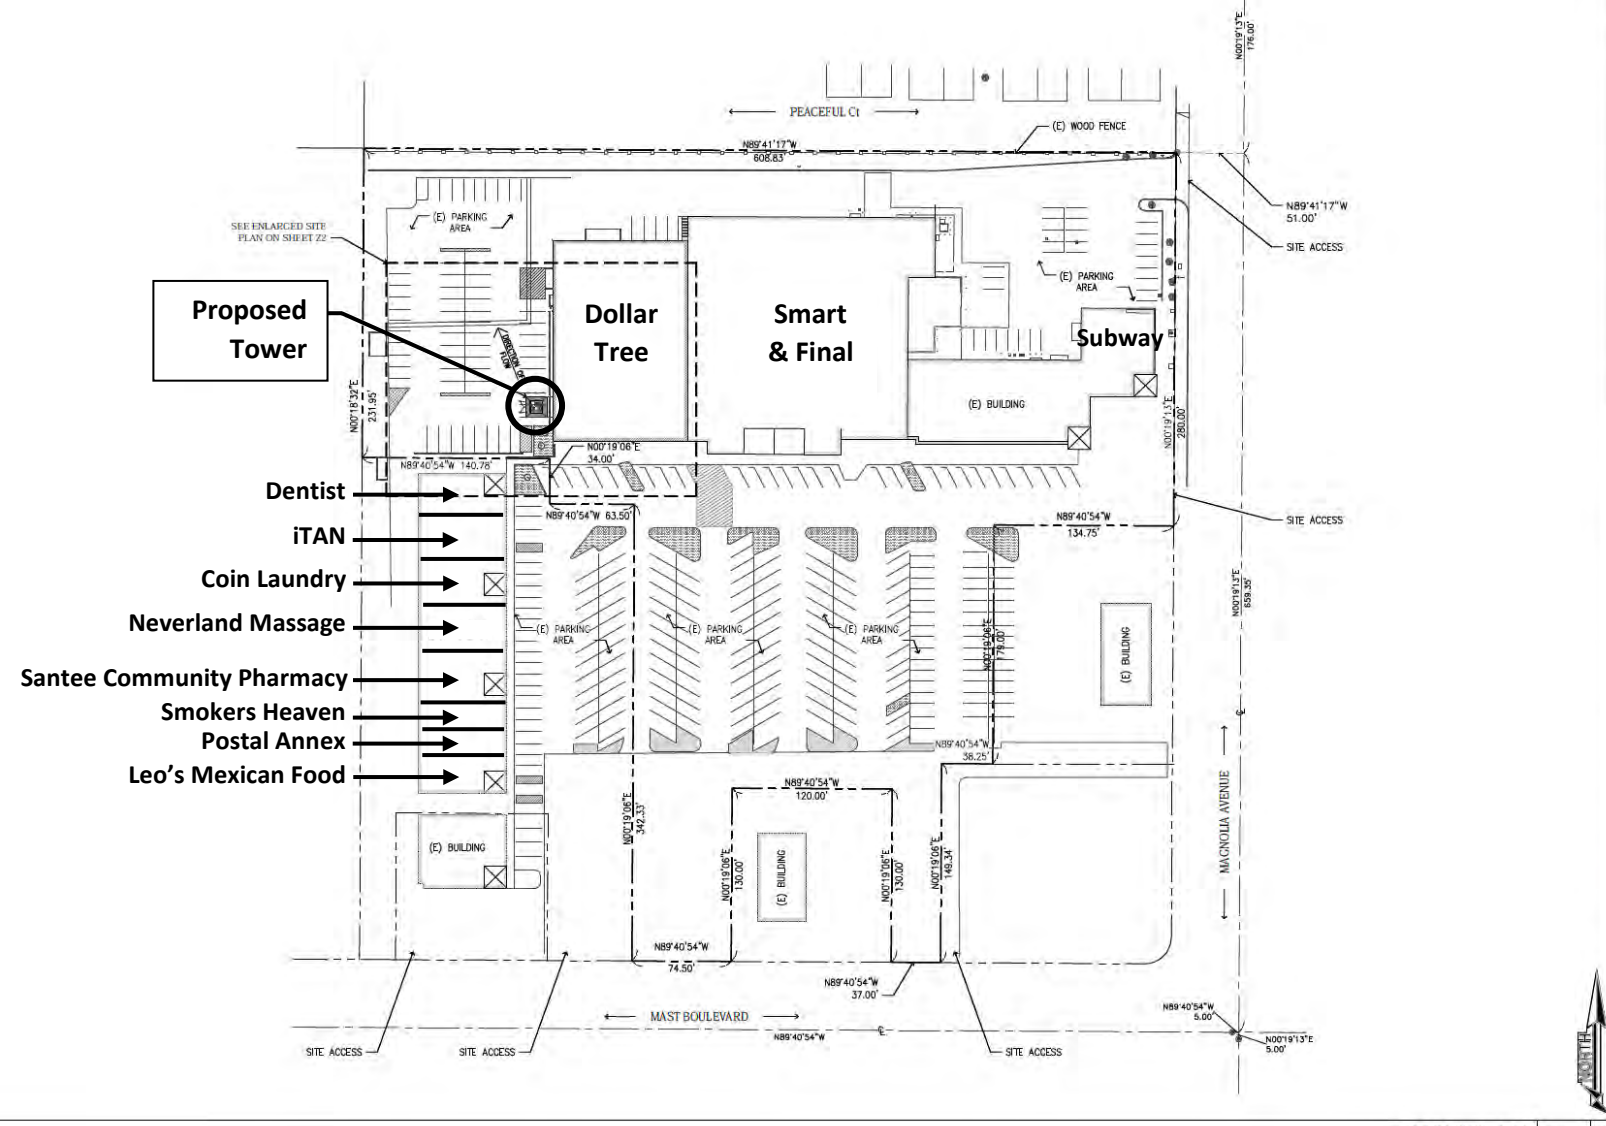 N00°19'13"E
176.00'
PEACEFUL Ct
(E) WOOD FENCE
N89°41'17"W
608.83'
N89°41'17"W
51.00'
SITE ACCESS
(E) PARKING
AREA
SEE ENLARGED SITE
PLAN ON SHEET Z2
(E) PARKING
AREA
Proposed
Tower
Dollar
Tree
Smart
& Final
Subway
DIRECTION OF
FLOW
N00°18'32"E
231.95'
(E) BUILDING
N00°19'13"E
280.00'
N00°19'06"E
34.00'
N89°40'54"W 140.78'
Dentist
N89°40'54"W 63.50'
N89°40'54"W
134.75'
SITE ACCESS
iTAN
Coin Laundry
N00°19'13"E
659.35'
Neverland Massage
(E) PARKING
AREA
(E) PARKING
AREA
(E) PARKING
AREA
N00°19'06"E
179.00'
(E) BUILDING
Santee Community Pharmacy
Smokers Heaven
Postal Annex
N89°40'54"W
38.25'
Leo's Mexican Food
N89°40'54"W
120.00'
N00°19'06"E
342.33'
MAGNOLIA AVENUE
(E) BUILDING
N00°19'06"E
130.00'
(E) BUILDING
N00°19'06"E
130.00'
N00°19'06"E
149.34'
N89°40'54"W
74.50'
N89°40'54"W
37.00'
MAST BOULEVARD
N89°40'54"W
N89°40'54"W
5.00'
N00°19'13"E
5.00'
SITE ACCESS
SITE ACCESS
SITE ACCESS
NORTH